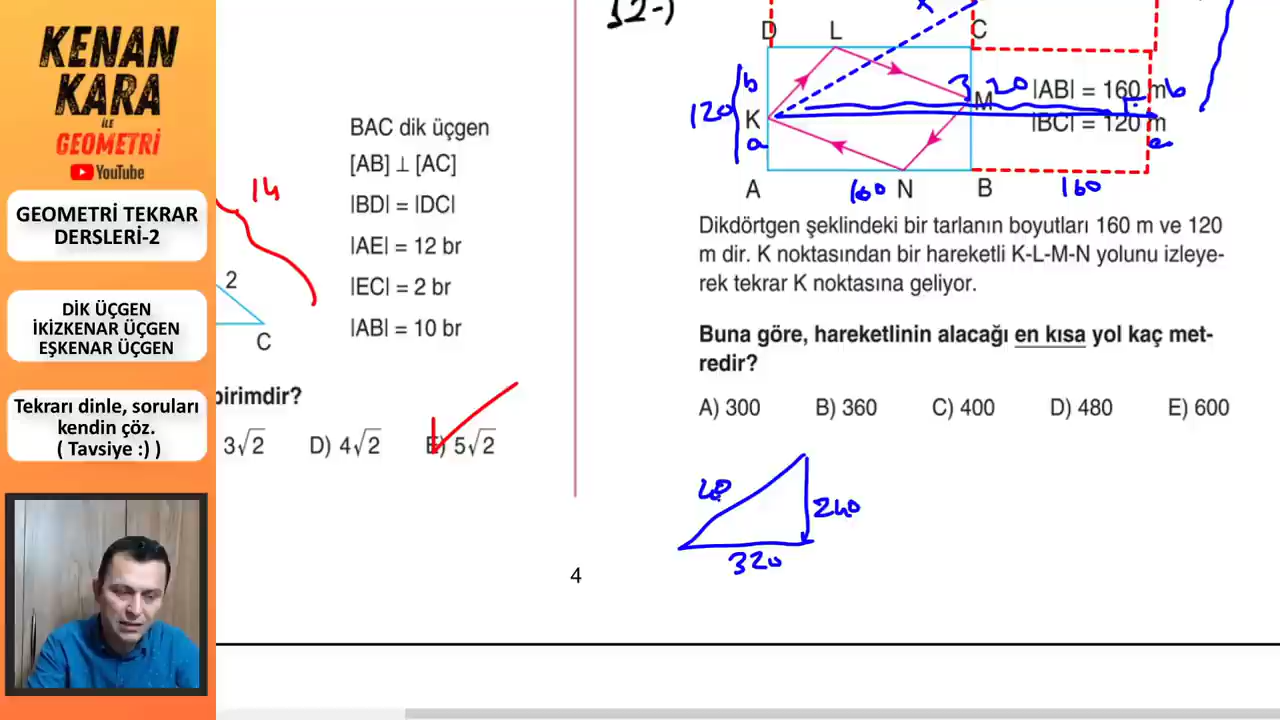 KENAN
KARA
İLE
GEOMETRİ
YouTube
GEOMETRİ TEKRAR
DERSLERİ-2
DİK ÜÇGEN
İKİZKENAR ÜÇGEN
EŞKENAR ÜÇGEN
Tekrarı dinle, soruları
kendin çöz.
( Tavsiye :) )
14
2
C
BAC dik üçgen
[AB] ⊥ [AC]
|BD| = |DC|
|AE| = 12 br
|EC| = 2 br
|AB| = 10 br
birimdir?
3√2 D) 4√2 E) 5√2
4
12-)
D L C
b 320 |AB| = 160 m b
120 K M |BC| = 120 m
a a
A 160 N B 160
Dikdörtgen şeklindeki bir tarlanın boyutları 160 m ve 120
m dir. K noktasından bir hareketli K-L-M-N yolunu izleye-
rek tekrar K noktasına geliyor.
Buna göre, hareketlinin alacağı en kısa yol kaç met-
redir?
A) 300 B) 360 C) 400 D) 480 E) 600
240
320